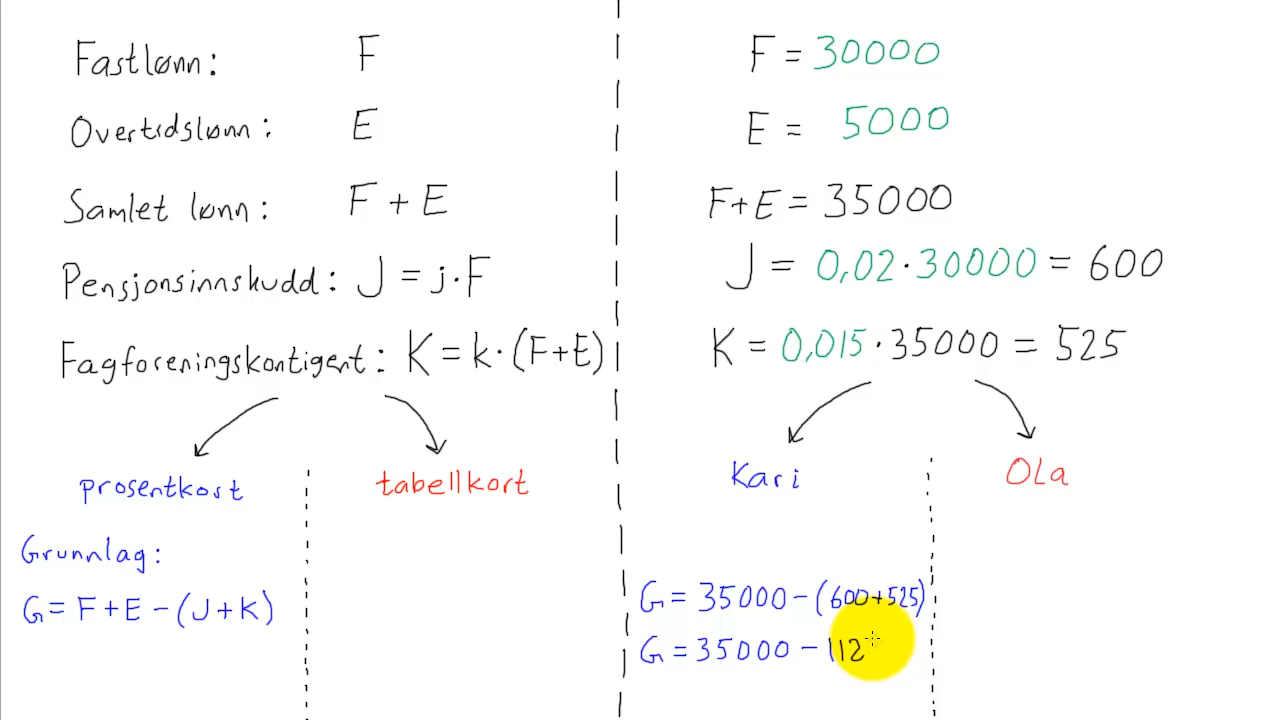 Fastlønn: F
Overtidslønn: E
Samlet lønn: F + E
Pensjonsinnskudd: J = j·F
Fagforeningskontigent: K = k·(F+E)
prosentkost
tabellkort
Grunnlag:
G = F + E − (J + K)
F = 30000
E = 5000
F+E = 35000
J = 0,02·30000 = 600
K = 0,015·35000 = 525
Kari
Ola
G = 35000 − (600+525)
G = 35000 − 112